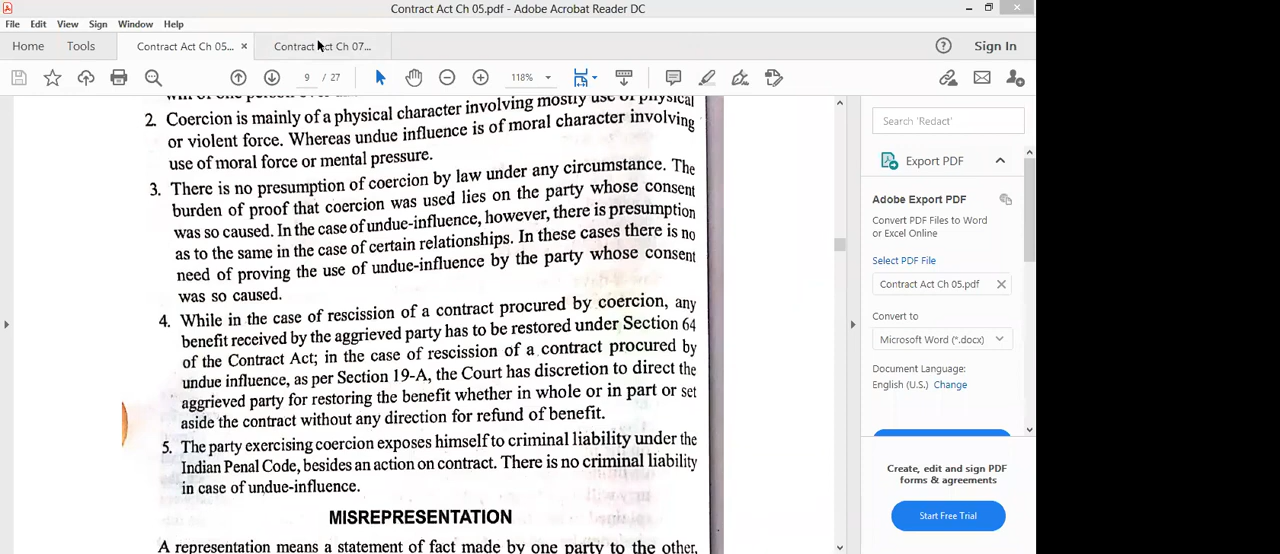 Contract Act Ch 05.pdf - Adobe Acrobat Reader DC
File Edit View Sign Window Help
Home Tools Contract Act Ch 05... × Contract Act Ch 07... Sign In
9 / 27 118%
2. Coercion is mainly of a physical character involving mostly use of physical
or violent force. Whereas undue influence is of moral character involving
use of moral force or mental pressure.
3. There is no presumption of coercion by law under any circumstance. The
burden of proof that coercion was used lies on the party whose consent
was so caused. In the case of undue-influence, however, there is presumption
as to the same in the case of certain relationships. In these cases there is no
need of proving the use of undue-influence by the party whose consent
was so caused.
4. While in the case of rescission of a contract procured by coercion, any
benefit received by the aggrieved party has to be restored under Section 64
of the Contract Act; in the case of rescission of a contract procured by
undue influence, as per Section 19-A, the Court has discretion to direct the
aggrieved party for restoring the benefit whether in whole or in part or set
aside the contract without any direction for refund of benefit.
5. The party exercising coercion exposes himself to criminal liability under the
Indian Penal Code, besides an action on contract. There is no criminal liability
in case of undue-influence.
MISREPRESENTATION
A representation means a statement of fact made by one party to the other,
Search 'Redact'
Export PDF
Adobe Export PDF
Convert PDF Files to Word
or Excel Online
Select PDF File
Contract Act Ch 05.pdf
Convert to
Microsoft Word (*.docx)
Document Language:
English (U.S.) Change
Create, edit and sign PDF
forms & agreements
Start Free Trial